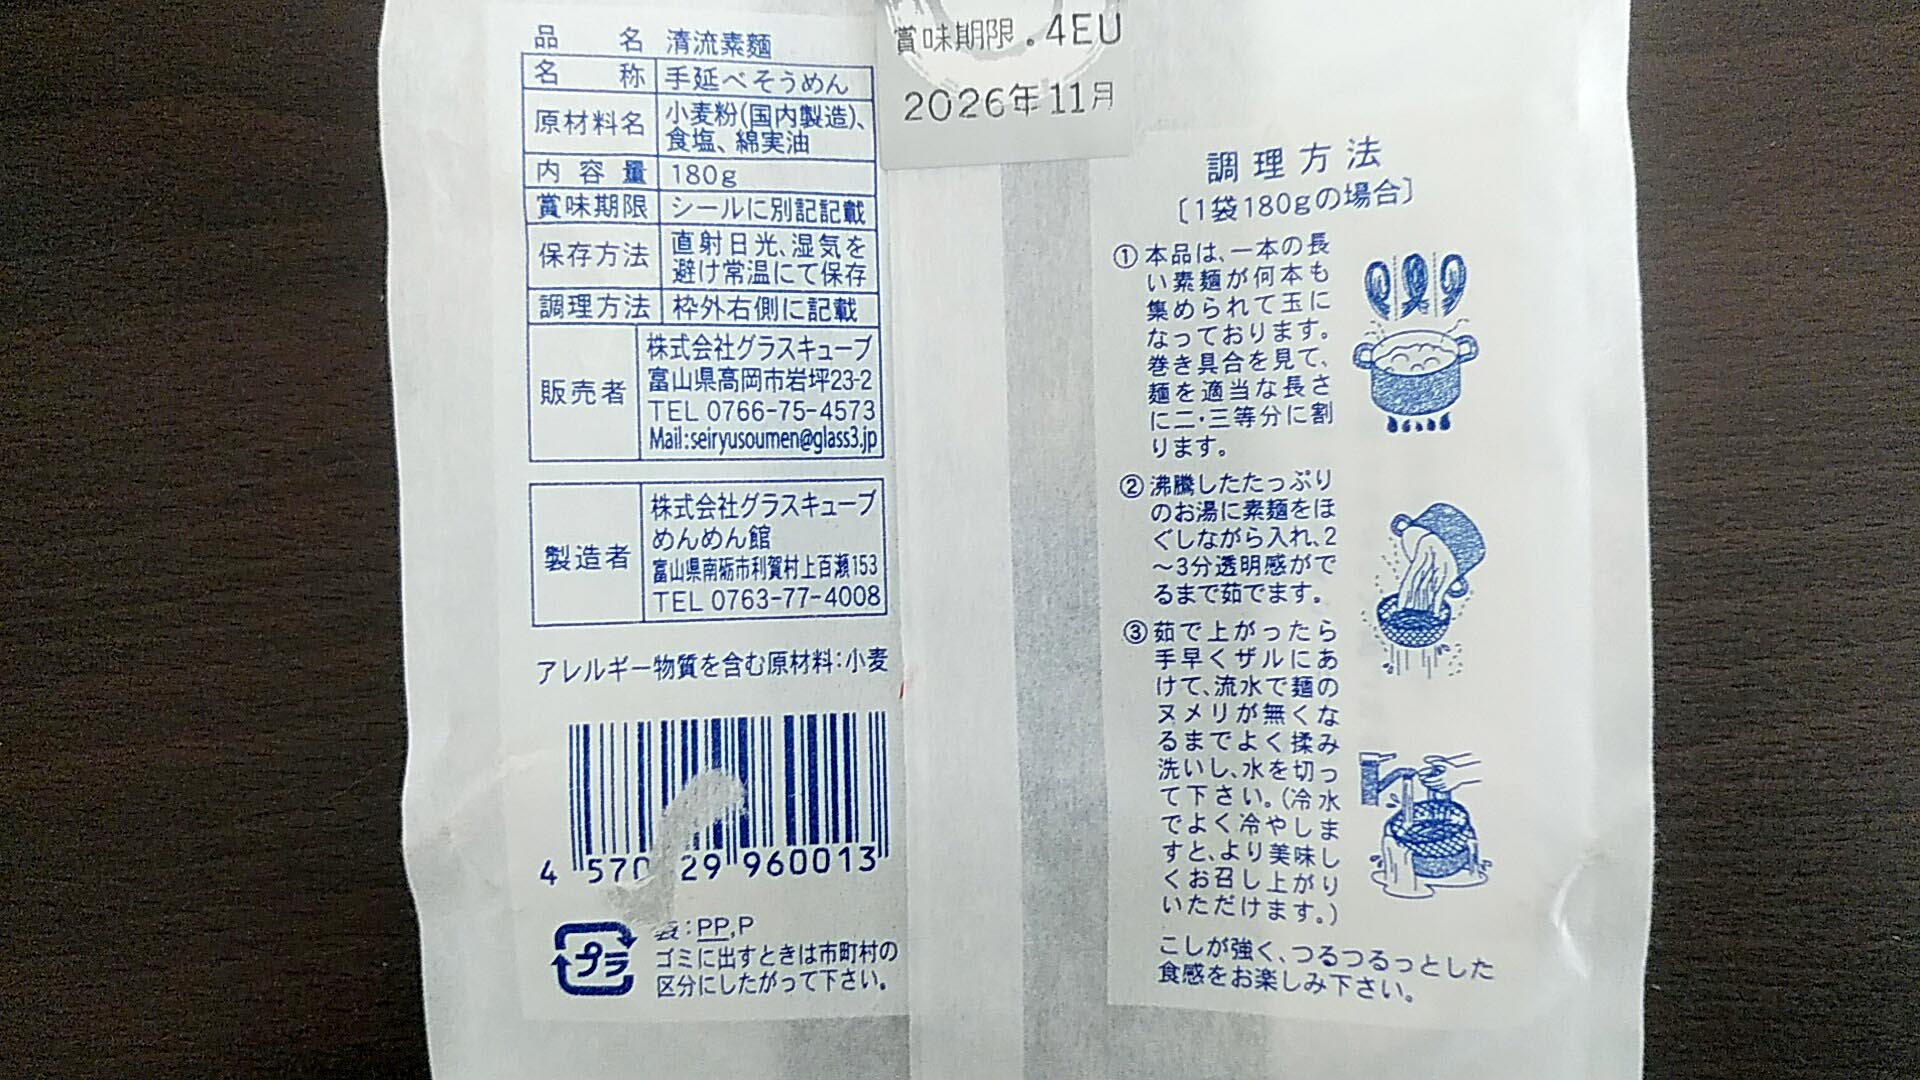 品名 清流素麵
名称 手延べそうめん
原材料名 小麦粉(国内製造)、
食塩、綿実油
内容量 180g
賞味期限 シールに別記記載
保存方法 直射日光、湿気を
避け常温にて保存
調理方法 枠外右側に記載
販売者 株式会社グラスキューブ
富山県高岡市岩坪23-2
TEL 0766-75-4573
Mail:seiryusoumen@glass3.jp
製造者 株式会社グラスキューブ
めんめん館
富山県南砺市利賀村上百瀬153
TEL 0763-77-4008
アレルギー物質を含む原材料:小麦
4 570 29 960013
プラ
:PP,P
ゴミに出すときは市町村の
区分にしたがって下さい。
賞味期限.4EU
2026年11月
調理方法
〔1袋180gの場合〕
①本品は、一本の長
い素麺が何本も
集められて玉に
なっております。
巻き具合を見て、
麺を適当な長さ
に二・三等分に割
ります。
②沸騰したたっぷり
のお湯に素麺をほ
ぐしながら入れ、2
~3分透明感がで
るまで茹でます。
③茹で上がったら
手早くザルにあ
けて、流水で麺の
ヌメリが無くな
るまでよく揉み
洗いし、水を切っ
て下さい。(冷水
でよく冷やしま
すと、より美味し
くお召し上がり
いただけます。)
こしが強く、つるつるっとした
食感をお楽しみ下さい。